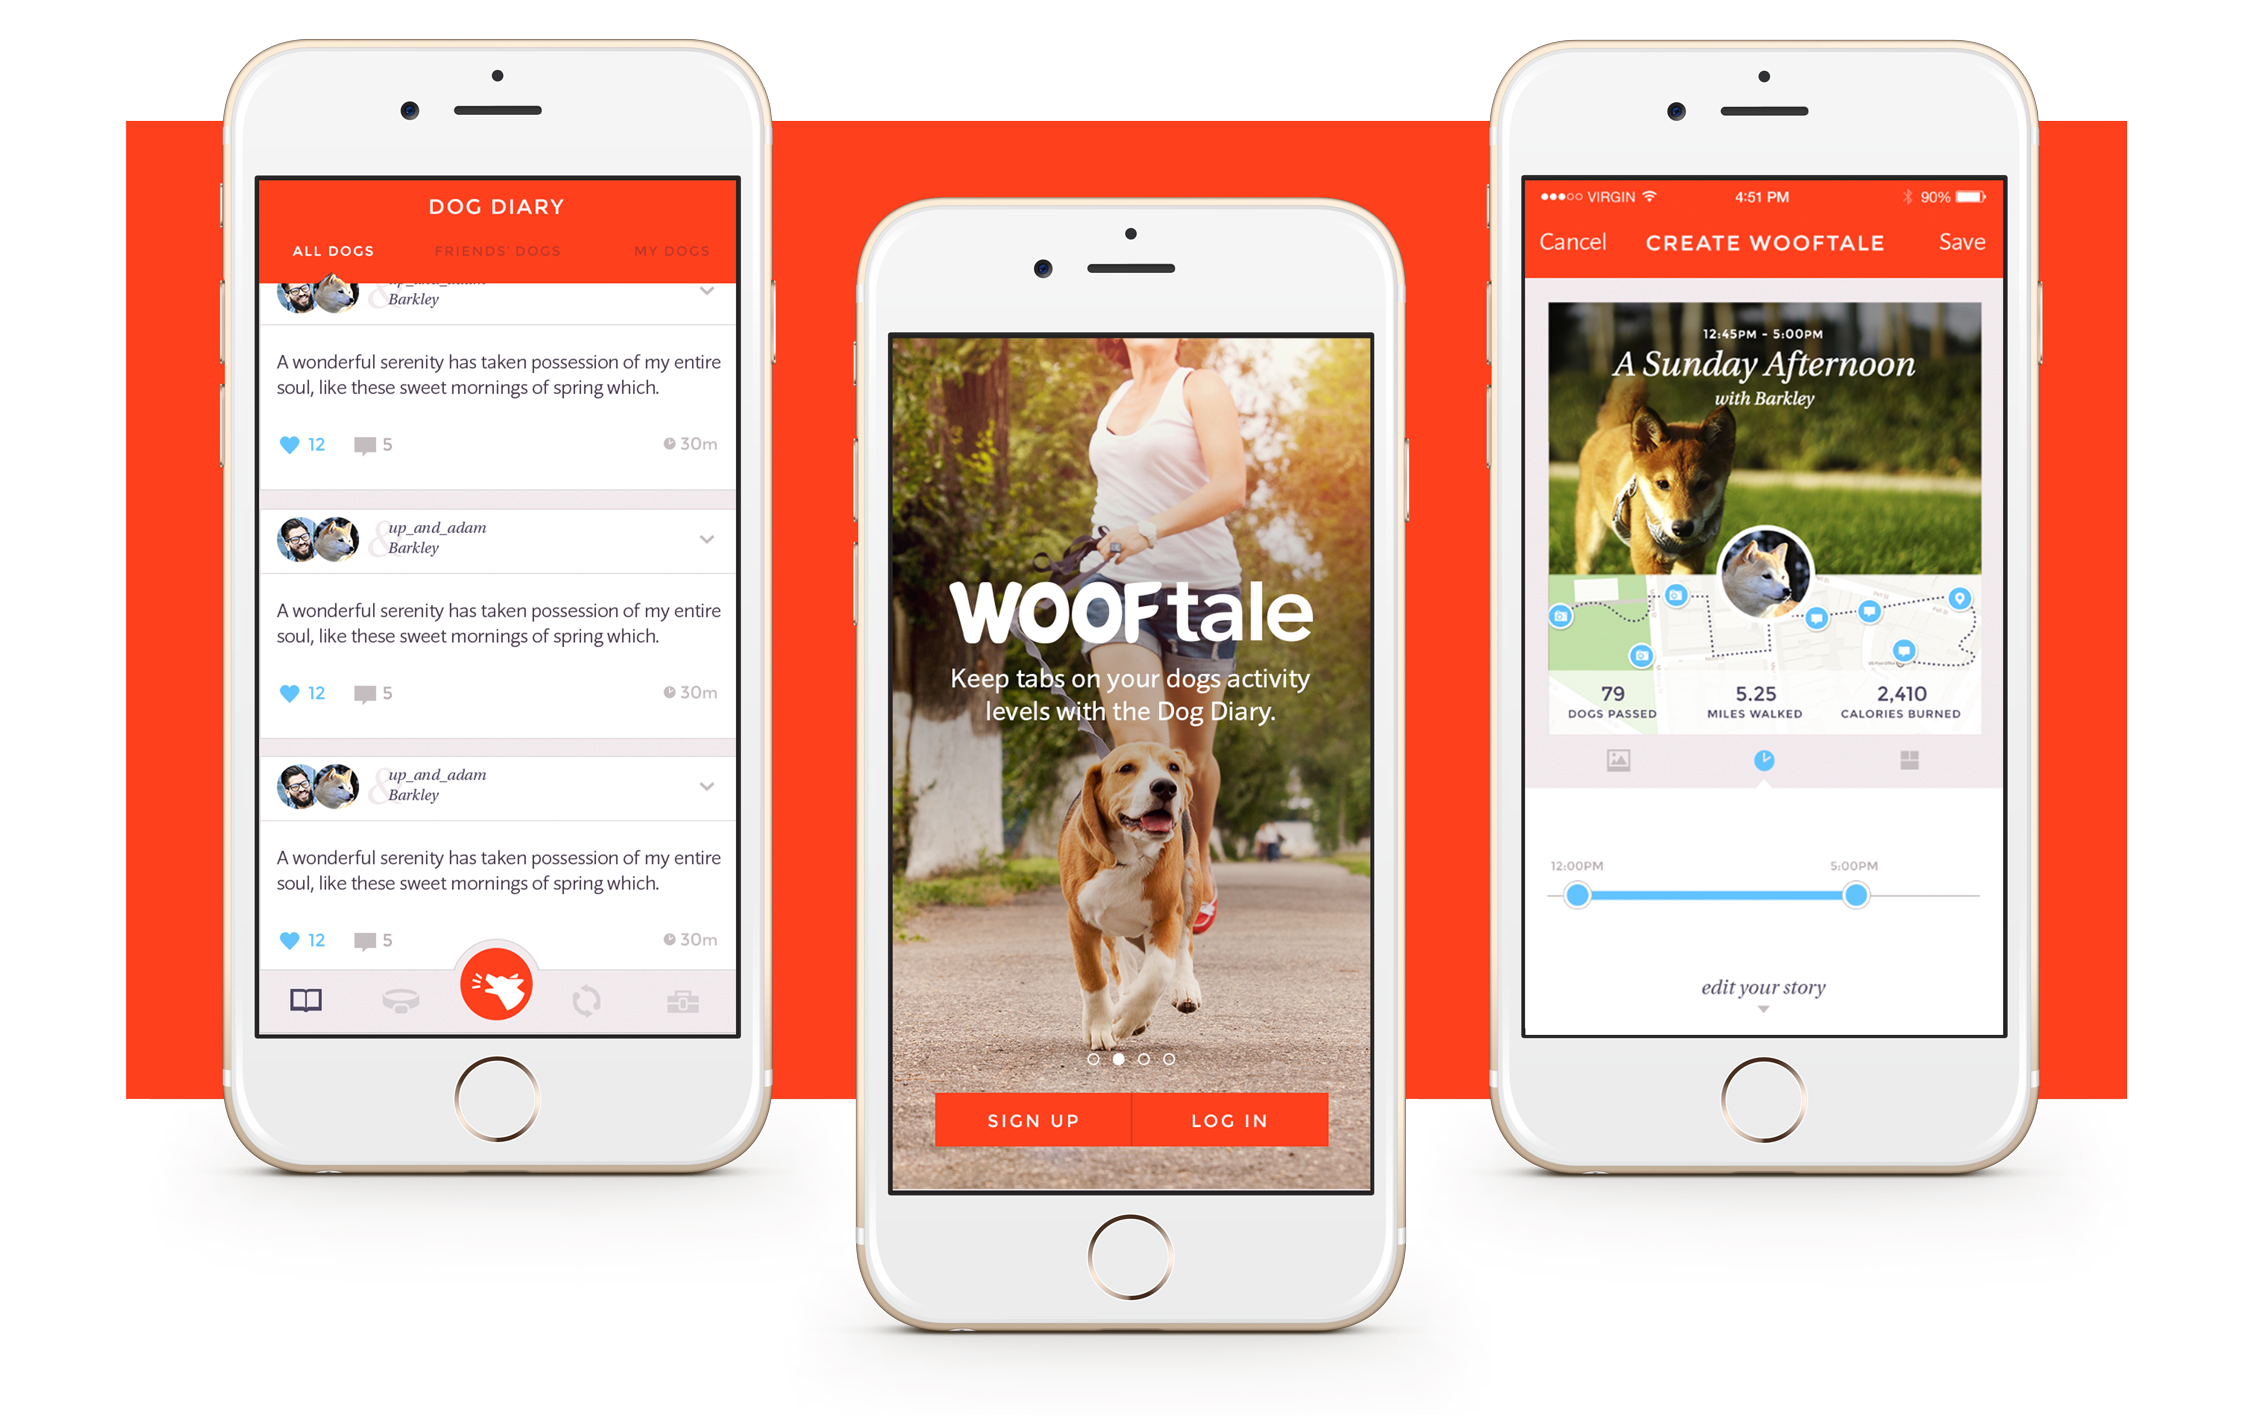 DOG DIARY
ALL DOGS FRIENDS' DOGS MY DOGS
up_and_adam
& Barkley
A wonderful serenity has taken possession of my entire
soul, like these sweet mornings of spring which.
12 5 30m
up_and_adam
& Barkley
A wonderful serenity has taken possession of my entire
soul, like these sweet mornings of spring which.
12 5 30m
up_and_adam
& Barkley
A wonderful serenity has taken possession of my entire
soul, like these sweet mornings of spring which.
12 5 30m
WOOFtale
Keep tabs on your dogs activity
levels with the Dog Diary.
SIGN UP LOG IN
VIRGIN 4:51 PM 90%
Cancel CREATE WOOFTALE Save
12:45PM - 5:00PM
A Sunday Afternoon
with Barkley
Pell St
79 5.25 2,410
DOGS PASSED MILES WALKED CALORIES BURNED
12:00PM 5:00PM
edit your story